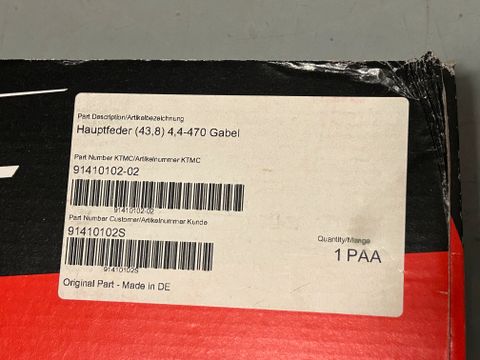 Part Description/Artikelbezeichnung
Hauptfeder (43,8) 4,4-470 Gabel
Part Number KTMC/Artikelnummer KTMC
91410102-02
91410102-02
Part Number Customer/Artikelnummer Kunde
91410102S
91410102S
Quantity/Menge
1 PAA
Original Part - Made in DE